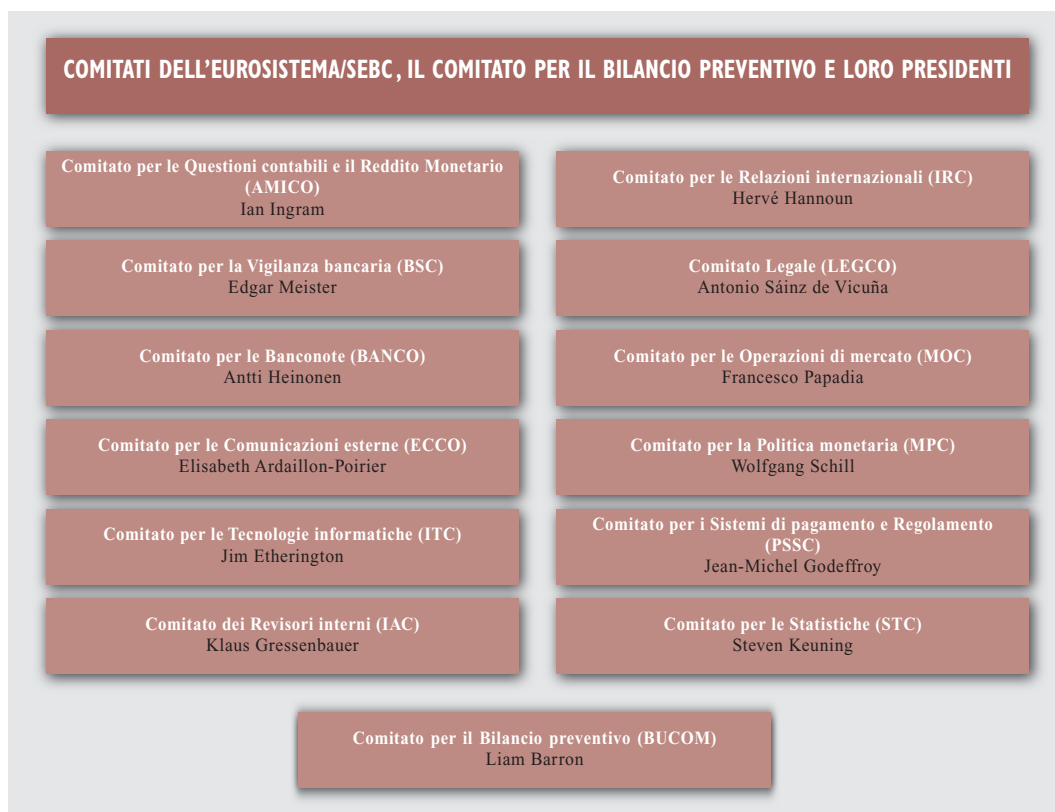 COMITATI DELL'EUROSISTEMA/SEBC, IL COMITATO PER IL BILANCIO PREVENTIVO E LORO PRESIDENTI
Comitato per le Questioni contabili e il Reddito Monetario
(AMICO)
Ian Ingram
Comitato per la Vigilanza bancaria (BSC)
Edgar Meister
Comitato per le Banconote (BANCO)
Antti Heinonen
Comitato per le Comunicazioni esterne (ECCO)
Elisabeth Ardaillon-Poirier
Comitato per le Tecnologie informatiche (ITC)
Jim Etherington
Comitato dei Revisori interni (IAC)
Klaus Gressenbauer
Comitato per le Relazioni internazionali (IRC)
Hervé Hannoun
Comitato Legale (LEGCO)
Antonio Sáinz de Vicuña
Comitato per le Operazioni di mercato (MOC)
Francesco Papadia
Comitato per la Politica monetaria (MPC)
Wolfgang Schill
Comitato per i Sistemi di pagamento e Regolamento
(PSSC)
Jean-Michel Godeffroy
Comitato per le Statistiche (STC)
Steven Keuning
Comitato per il Bilancio preventivo (BUCOM)
Liam Barron